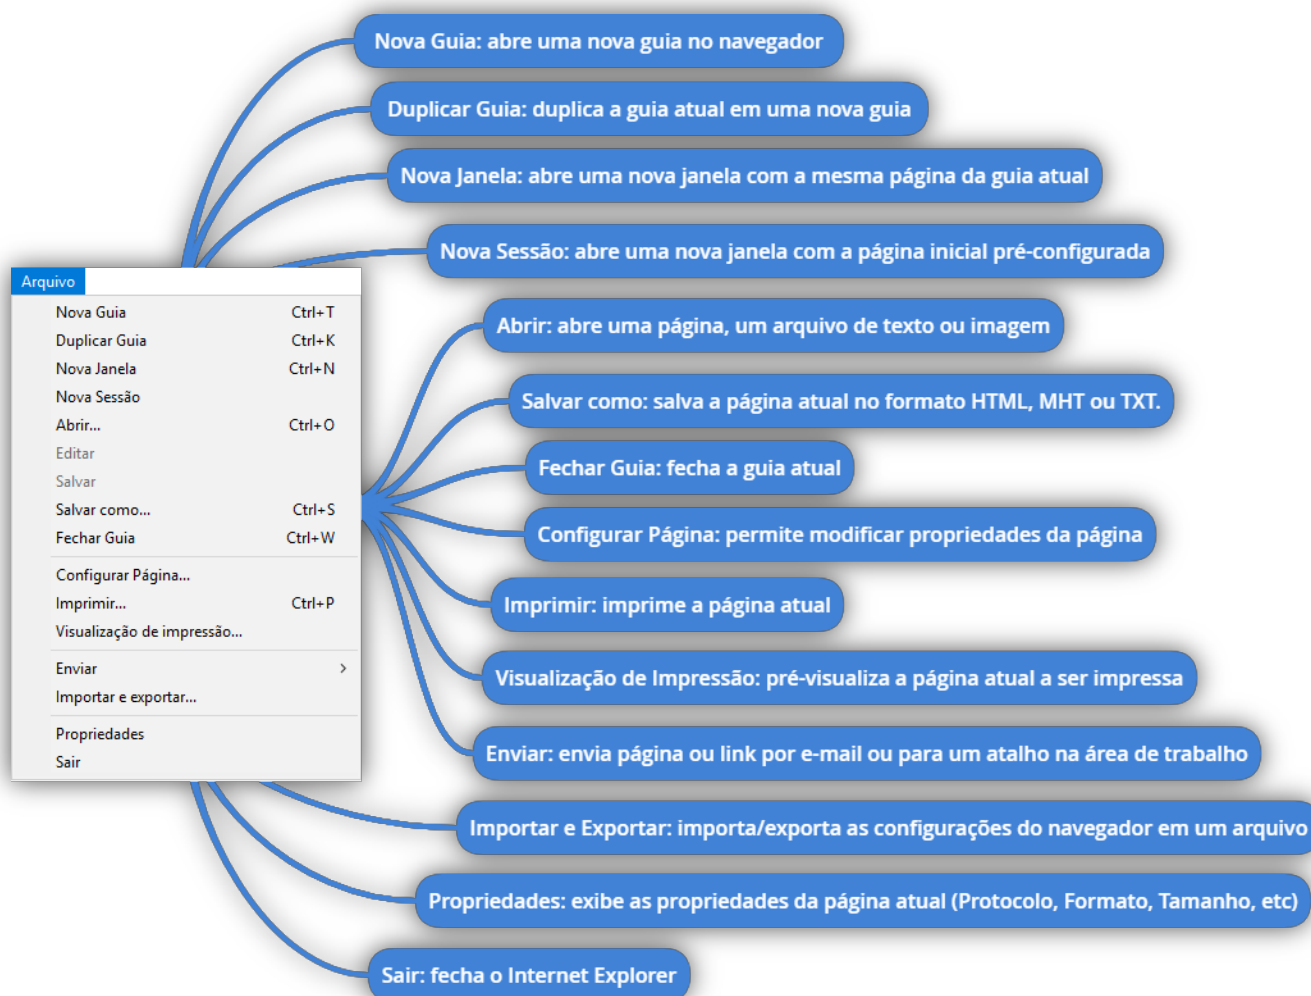 Nova Guia: abre uma nova guia no navegador
Duplicar Guia: duplica a guia atual em uma nova guia
Nova Janela: abre uma nova janela com a mesma página da guia atual
Nova Sessão: abre uma nova janela com a página inicial pré-configurada
Arquivo
Nova Guia Ctrl+T
Duplicar Guia Ctrl+K
Nova Janela Ctrl+N
Nova Sessão
Abrir... Ctrl+O
Editar
Salvar
Salvar como... Ctrl+S
Fechar Guia Ctrl+W
Configurar Página...
Imprimir... Ctrl+P
Visualização de impressão...
Enviar
Importar e exportar...
Propriedades
Sair
Abrir: abre uma página, um arquivo de texto ou imagem
Salvar como: salva a página atual no formato HTML, MHT ou TXT.
Fechar Guia: fecha a guia atual
Configurar Página: permite modificar propriedades da página
Imprimir: imprime a página atual
Visualização de Impressão: pré-visualiza a página atual a ser impressa
Enviar: envia página ou link por e-mail ou para um atalho na área de trabalho
Importar e Exportar: importa/exporta as configurações do navegador em um arquivo
Propriedades: exibe as propriedades da página atual (Protocolo, Formato, Tamanho, etc)
Sair: fecha o Internet Explorer